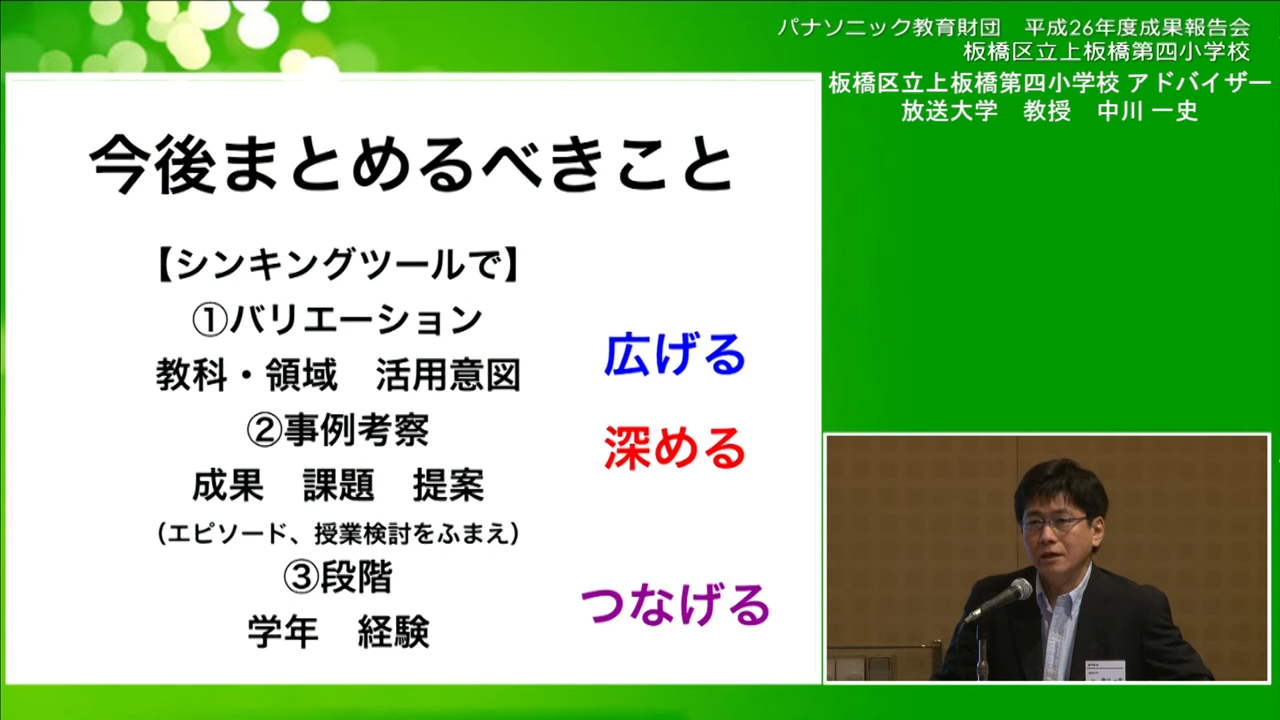 パナソニック教育財団　平成26年度成果報告会
板橋区立上板橋第四小学校
板橋区立上板橋第四小学校 アドバイザー
放送大学　教授　中川 一史
今後まとめるべきこと
【シンキングツールで】
①バリエーション
教科・領域　活用意図
広げる
②事例考察
深める
成果　課題　提案
（エピソード、授業検討をふまえ）
③段階
つなげる
学年　経験